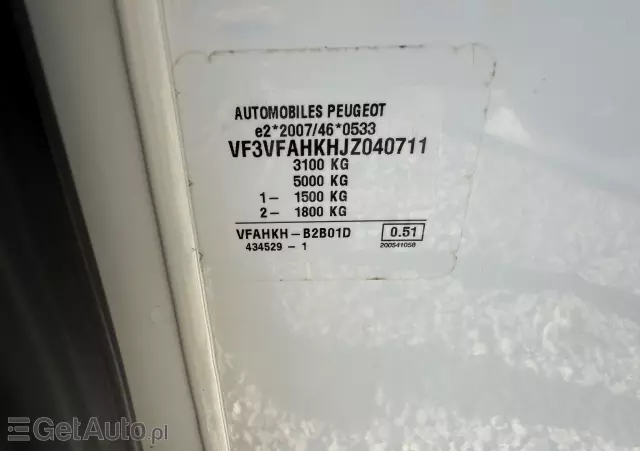 AUTOMOBILES PEUGEOT
e2*2007/46*0533
VF3VFAHKHJZ040711
3100 KG
5000 KG
1- 1500 KG
2- 1800 KG
VFAHKH-B2B01D 0.51
434529-1 200541058
GetAuto.pl